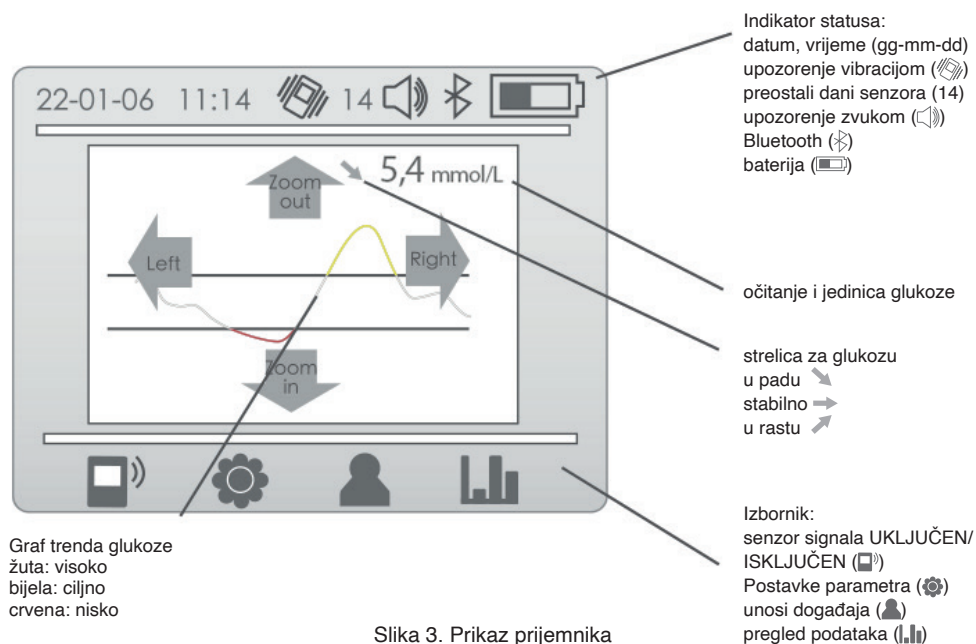 Indikator statusa:
datum, vrijeme (gg-mm-dd)
upozorenje vibracijom ()
preostali dani senzora (14)
upozorenje zvukom ()
Bluetooth ()
baterija ()
22-01-06 11:14 14
5,4 mmol/L
Zoom
out
Left
Right
Zoom
in
očitanje i jedinica glukoze
strelica za glukozu
u padu
stabilno
u rastu
Graf trenda glukoze
žuta: visoko
bijela: ciljno
crvena: nisko
Izbornik:
senzor signala UKLJUČEN/
ISKLJUČEN ()
Postavke parametra ()
unosi događaja ()
pregled podataka ()
Slika 3. Prikaz prijemnika